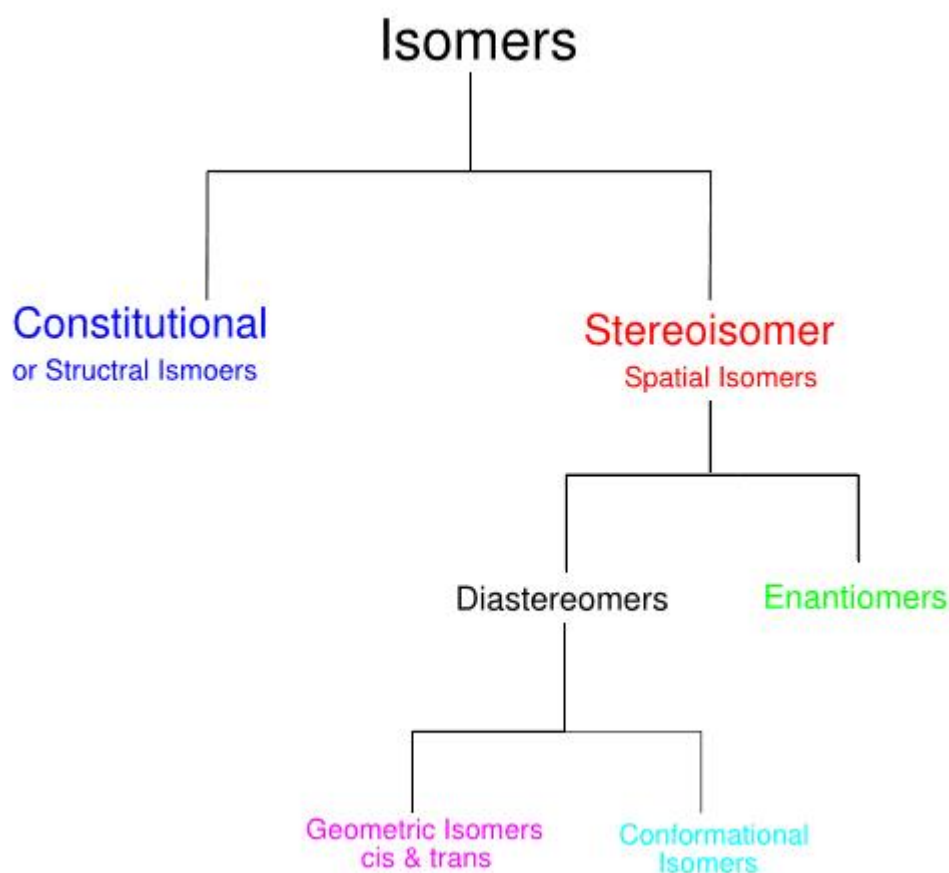 Isomers
Constitutional
or Structral Ismoers
Stereoisomer
Spatial Isomers
Diastereomers
Enantiomers
Geometric Isomers
cis & trans
Conformational
Isomers